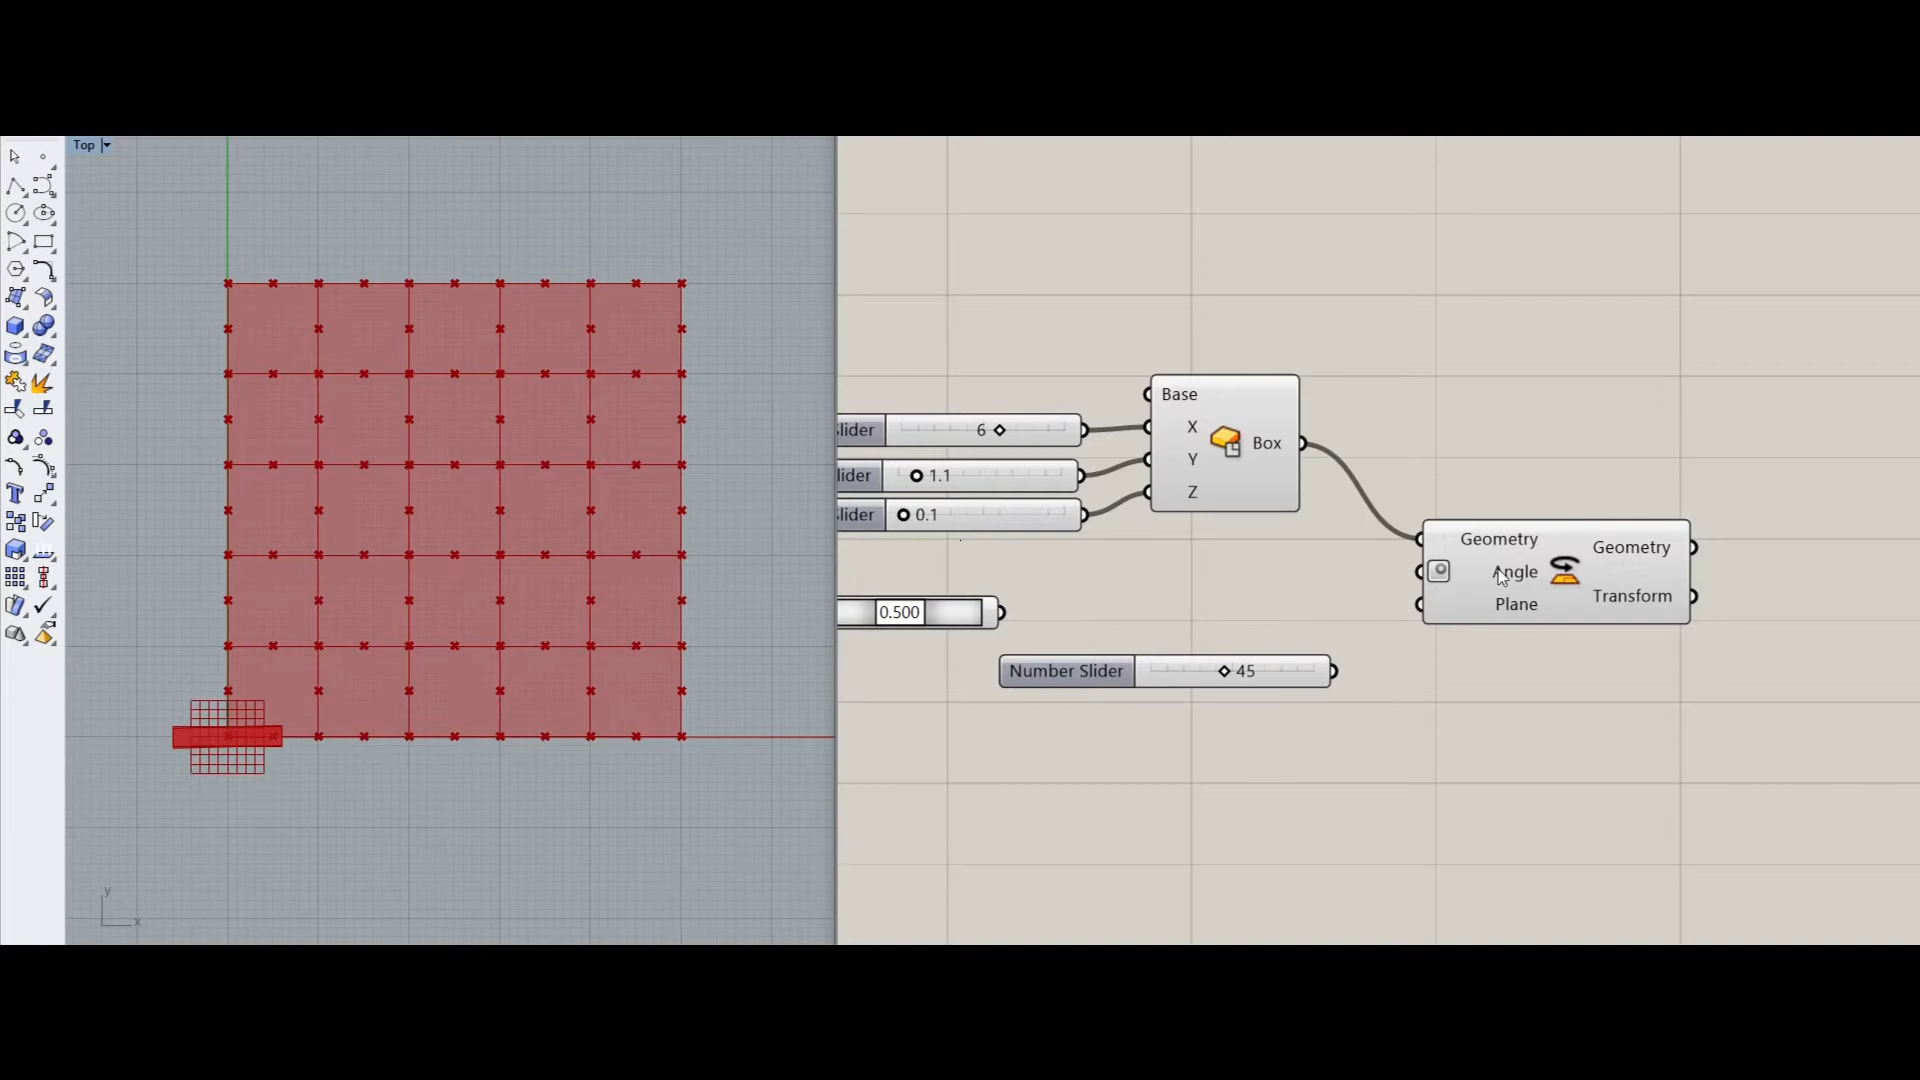 Top
Base
lider 6
X
Box
Y
lider 1.1
Z
lider 0.1
Geometry
Geometry
Angle
Transform
Plane
0.500
Number Slider 45
y
x